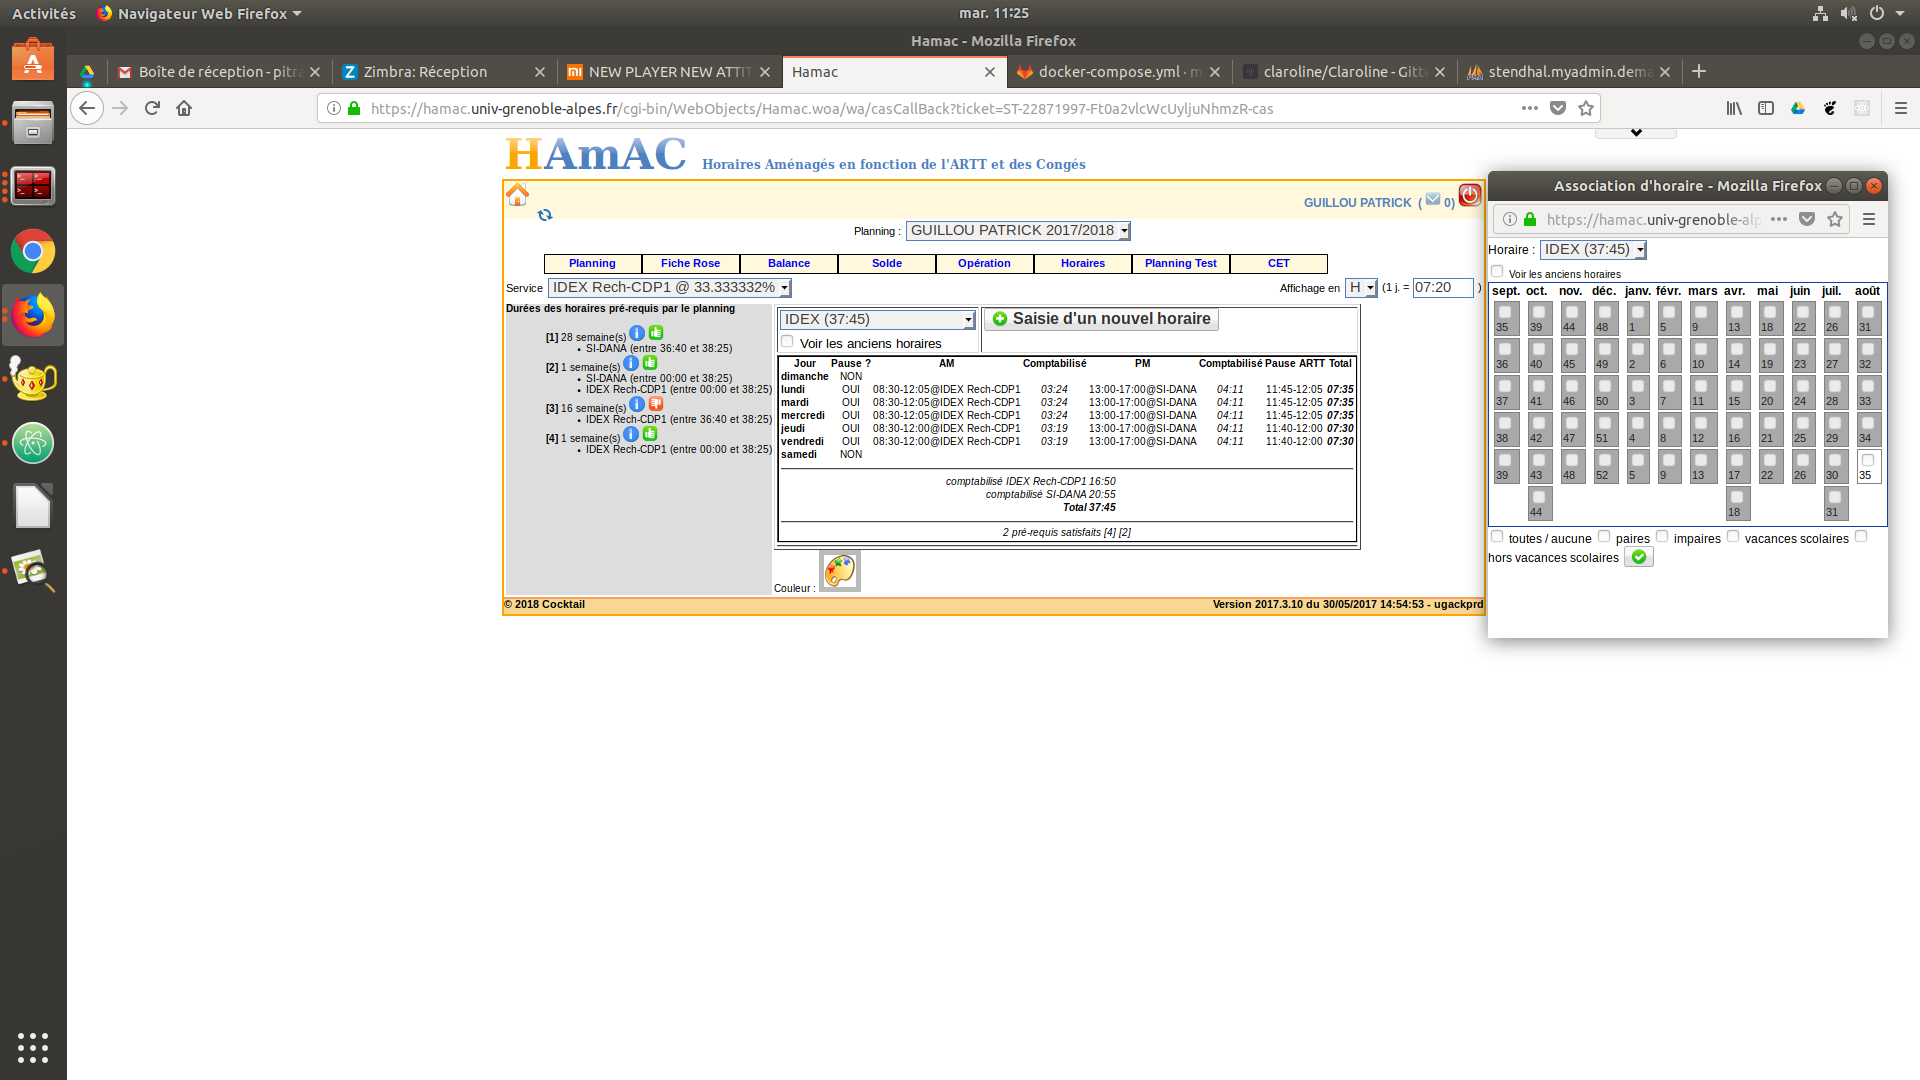 Activités
Navigateur Web Firefox
mar. 11:25
Hamac - Mozilla Firefox
Boîte de réception - pitra
Zimbra: Réception
NEW PLAYER NEW ATTIT
Hamac
docker-compose.yml · m
claroline/Claroline - Gitte
stendhal.myadmin.dema
https://hamac.univ-grenoble-alpes.fr/cgi-bin/WebObjects/Hamac.woa/wa/casCallBack?ticket=ST-22871997-Ft0a2vlcWcUyljuNhmzR-cas
HAmAC Horaires Aménagés en fonction de l'ARTT et des Congés
GUILLOU PATRICK ( 0)
Planning : GUILLOU PATRICK 2017/2018
Planning Fiche Rose Balance Solde Opération Horaires Planning Test CET
Service IDEX Rech-CDP1 @ 33.333332% Affichage en H (1 j. = 07:20 )
Durées des horaires pré-requis par le planning
[1] 28 semaine(s)
• SI-DANA (entre 36:40 et 38:25)
[2] 1 semaine(s)
• SI-DANA (entre 00:00 et 38:25)
• IDEX Rech-CDP1 (entre 00:00 et 38:25)
[3] 16 semaine(s)
• IDEX Rech-CDP1 (entre 36:40 et 38:25)
[4] 1 semaine(s)
• IDEX Rech-CDP1 (entre 00:00 et 38:25)
IDEX (37:45)
Saisie d'un nouvel horaire
Voir les anciens horaires
Jour Pause ? AM Comptabilisé PM Comptabilisé Pause ARTT Total
dimanche NON
lundi OUI 08:30-12:05@IDEX Rech-CDP1 03:24 13:00-17:00@SI-DANA 04:11 11:45-12:05 07:35
mardi OUI 08:30-12:05@IDEX Rech-CDP1 03:24 13:00-17:00@SI-DANA 04:11 11:45-12:05 07:35
mercredi OUI 08:30-12:05@IDEX Rech-CDP1 03:24 13:00-17:00@SI-DANA 04:11 11:45-12:05 07:35
jeudi OUI 08:30-12:00@IDEX Rech-CDP1 03:19 13:00-17:00@SI-DANA 04:11 11:40-12:00 07:30
vendredi OUI 08:30-12:00@IDEX Rech-CDP1 03:19 13:00-17:00@SI-DANA 04:11 11:40-12:00 07:30
samedi NON
comptabilisé IDEX Rech-CDP1 16:50
comptabilisé SI-DANA 20:55
Total 37:45
2 pré-requis satisfaits [4] [2]
Couleur :
© 2018 Cocktail
Version 2017.3.10 du 30/05/2017 14:54:53 - ugackprd
Association d'horaire - Mozilla Firefox
https://hamac.univ-grenoble-alp
Horaire : IDEX (37:45)
Voir les anciens horaires
sept. oct. nov. déc. janv. févr. mars avr. mai juin juil. août
35 39 44 48 1 5 9 13 18 22 26 31
36 40 45 49 2 6 10 14 19 23 27 32
37 41 46 50 3 7 11 15 20 24 28 33
38 42 47 51 4 8 12 16 21 25 29 34
39 43 48 52 5 9 13 17 22 26 30 35
44 18 31
toutes / aucune paires impaires vacances scolaires
hors vacances scolaires